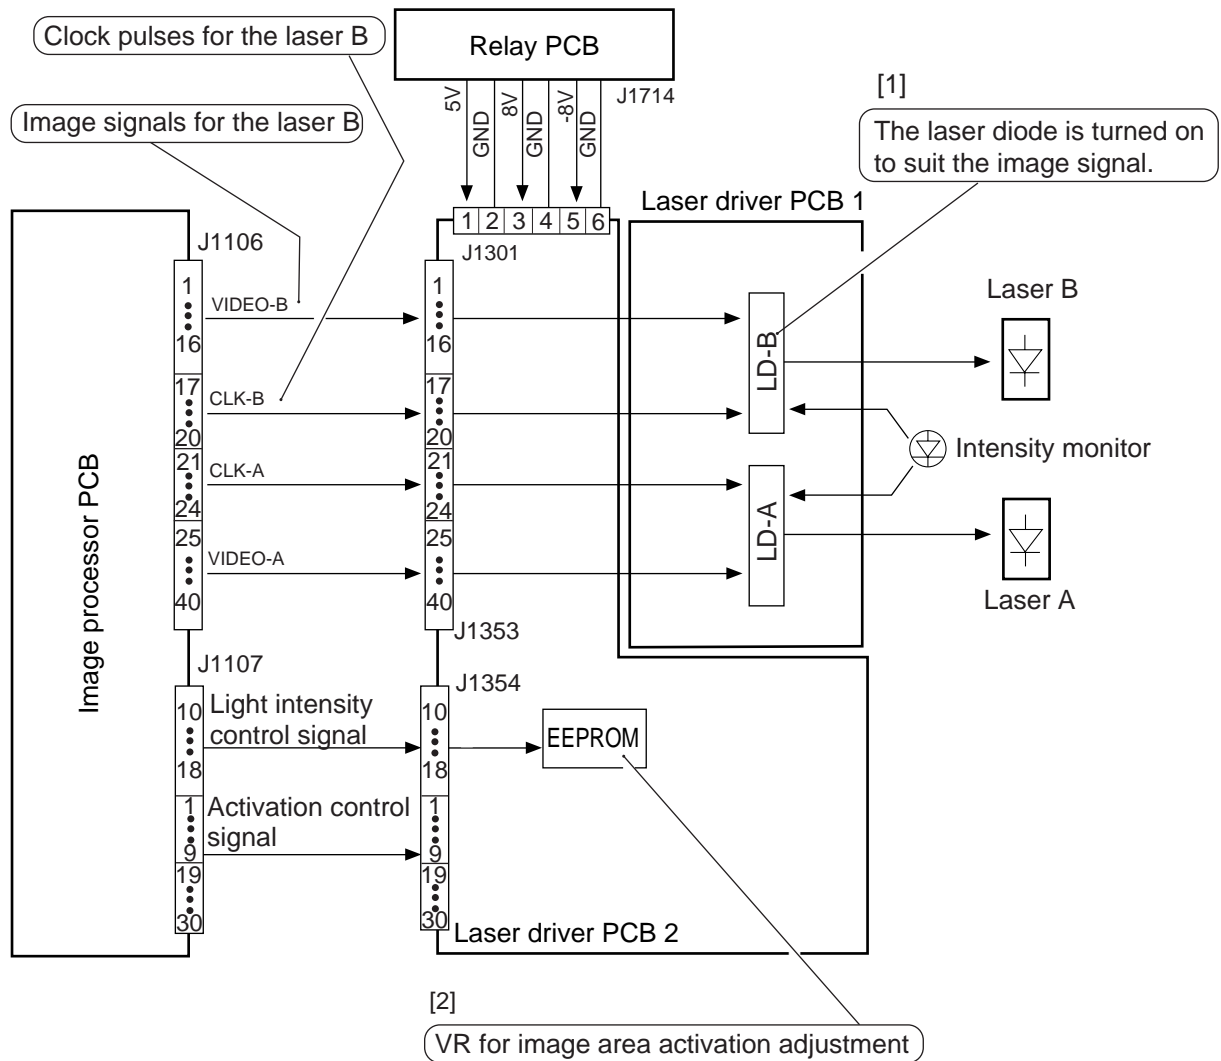 Clock pulses for the laser B
Relay PCB
J1714
[1]
5V
GND
8V
GND
-8V
GND
Image signals for the laser B
The laser diode is turned on
to suit the image signal.
Laser driver PCB 1
1 2 3 4 5 6
J1301
J1106
1
16
17
20
21
24
25
40
VIDEO-B
CLK-B
CLK-A
VIDEO-A
1
16
17
20
21
24
25
40
J1353
LD-B
LD-A
Laser B
Intensity monitor
Laser A
Image processor PCB
J1107
10
18
1
9
19
30
Light intensity
control signal
Activation control
signal
J1354
10
18
1
9
19
30
EEPROM
Laser driver PCB 2
[2]
VR for image area activation adjustment